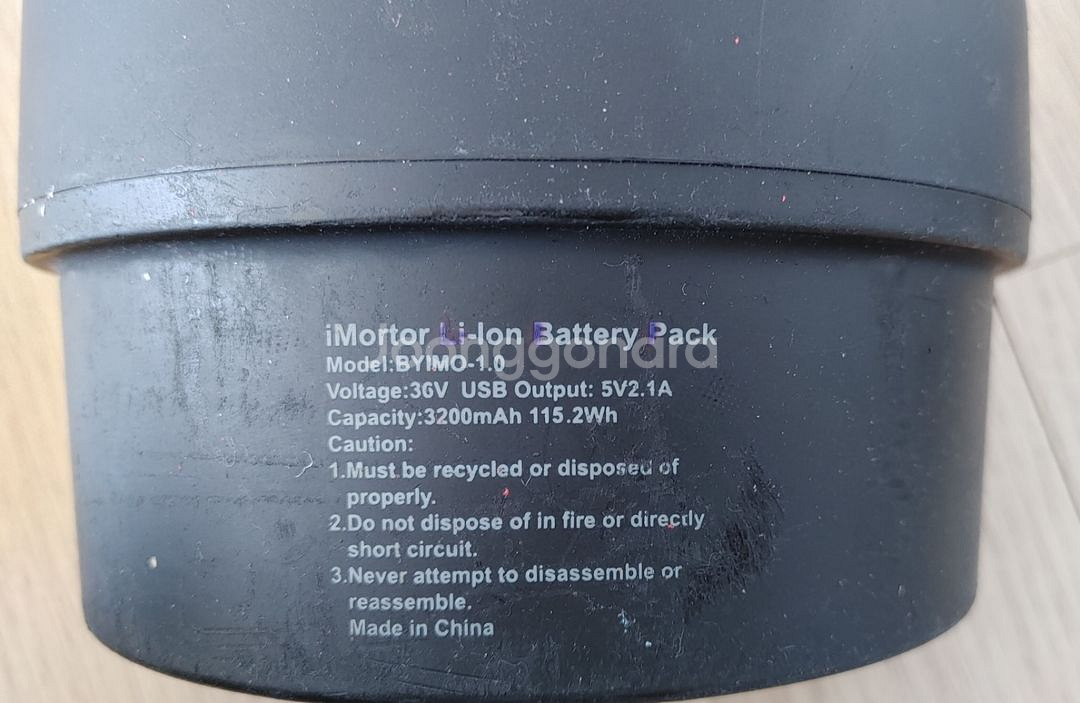 iMortor Li-Ion Battery Pack
Model:BYIMO-1.0
Voltage:36V USB Output: 5V2.1A
Capacity:3200mAh 115.2Wh
Caution:
1.Must be recycled or disposed of
properly.
2.Do not dispose of in fire or directly
short circuit.
3.Never attempt to disassemble or
reassemble.
Made in China